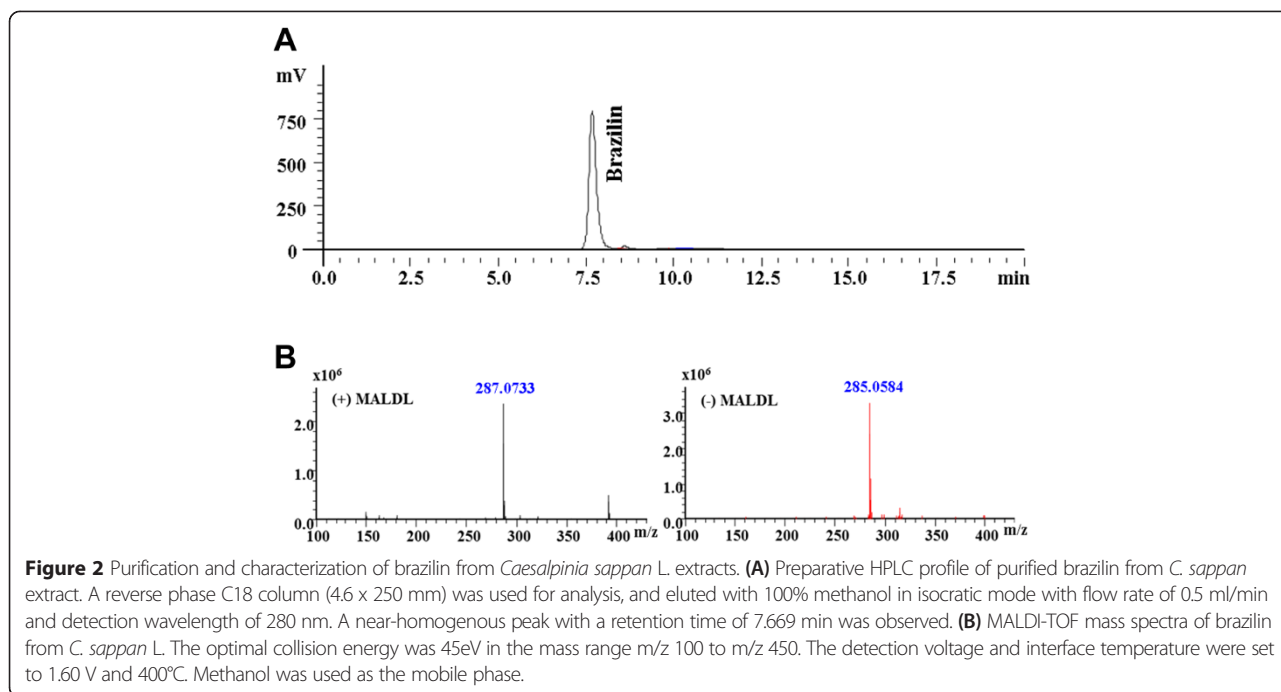 A
mV
750
500
250
0
Brazilin
0.0 2.5 5.0 7.5 10.0 12.5 15.0 17.5 min
B
x10⁶
(+) MALDL
287.0733
2.0
1.0
0.0
100 150 200 250 300 350 400 m/z
x10⁶
(-) MALDL
285.0584
3.0
2.0
1.0
0.0
100 150 200 250 300 350 400 m/z
Figure 2 Purification and characterization of brazilin from Caesalpinia sappan L. extracts. (A) Preparative HPLC profile of purified brazilin from C. sappan
extract. A reverse phase C18 column (4.6 x 250 mm) was used for analysis, and eluted with 100% methanol in isocratic mode with flow rate of 0.5 ml/min
and detection wavelength of 280 nm. A near-homogenous peak with a retention time of 7.669 min was observed. (B) MALDI-TOF mass spectra of brazilin
from C. sappan L. The optimal collision energy was 45eV in the mass range m/z 100 to m/z 450. The detection voltage and interface temperature were set
to 1.60 V and 400°C. Methanol was used as the mobile phase.